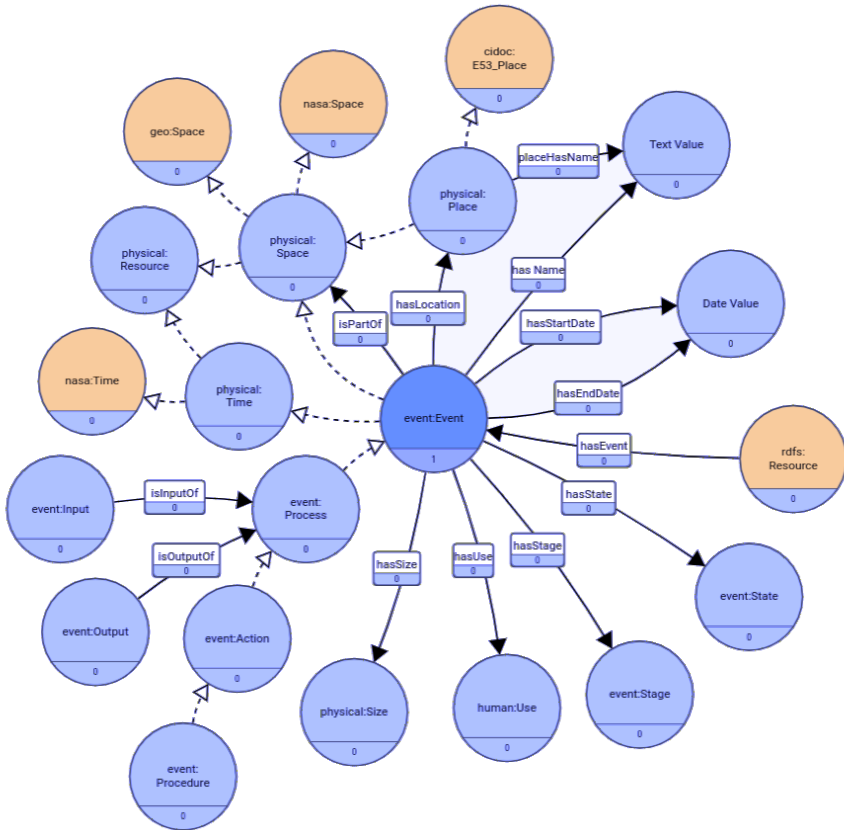 cidoc:
E53_Place
0
nasa:Space
0
geo:Space
0
placeHasName
0
Text Value
0
physical:
Place
0
physical:
Space
0
physical:
Resource
0
has Name
0
hasLocation
0
isPartOf
0
hasStartDate
0
Date Value
0
nasa:Time
0
physical:
Time
0
event:Event
1
hasEndDate
0
hasEvent
0
rdfs:
Resource
0
hasState
0
event:Input
0
isInputOf
0
event:
Process
0
isOutputOf
0
hasSize
0
hasUse
0
hasStage
0
event:State
0
event:Output
0
event:Action
0
physical:Size
0
human:Use
0
event:Stage
0
event:
Procedure
0